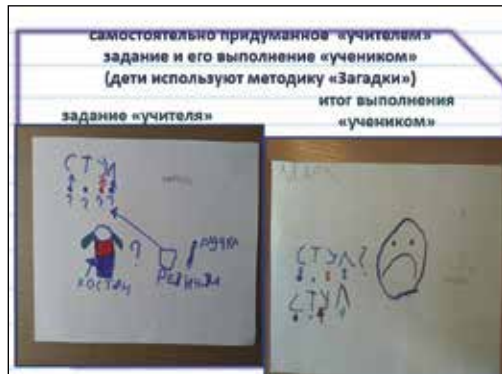 самостоятельно придуманное «учителем»
задание и его выполнение «учеником»
(дети используют методику «Загадки»)
задание «учителя»
итог выполнения
«учеником»
СТУЛ
? ? ? ?
?
ручка
СТУЛ?
СТУЛ